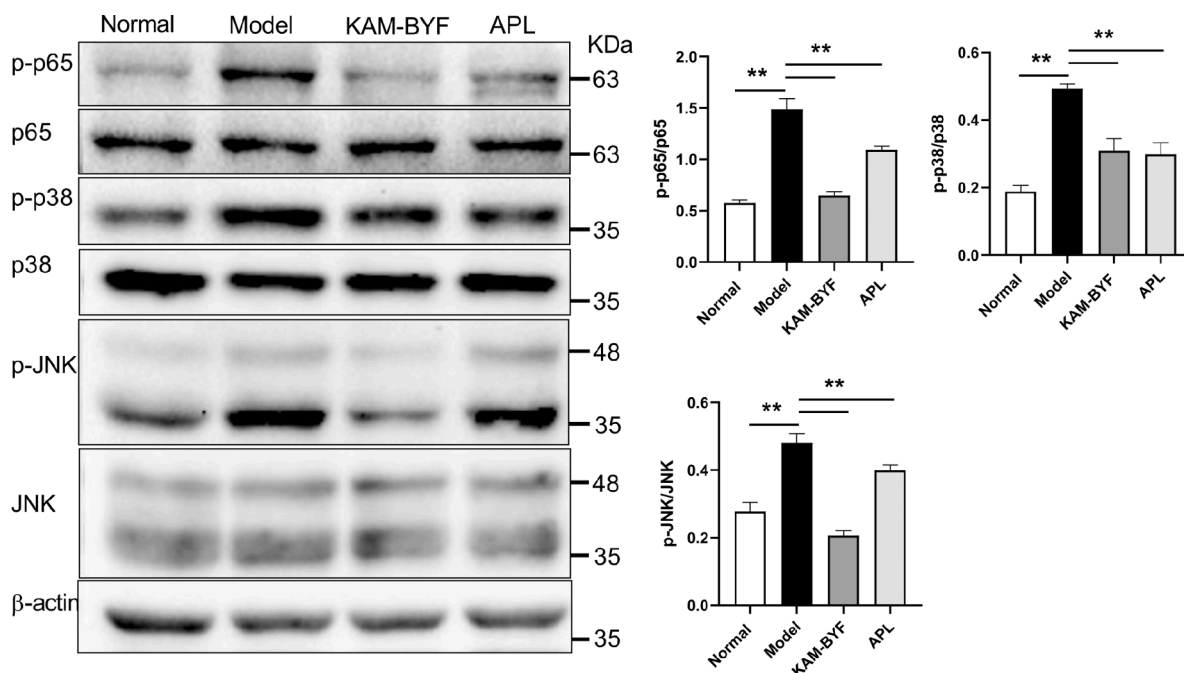 Normal Model KAM-BYF APL
KDa
p-p65
63
p65
63
p-p38
35
p38
35
p-JNK
48
35
JNK
48
35
β-actin
35
p-p65/p65
2.0
1.5
1.0
0.5
0.0
**
**
Normal
Model
KAM-BYF
APL
p-p38/p38
0.6
0.4
0.2
0.0
**
**
Normal
Model
KAM-BYF
APL
p-JNK/JNK
0.6
0.4
0.2
0.0
**
**
Normal
Model
KAM-BYF
APL